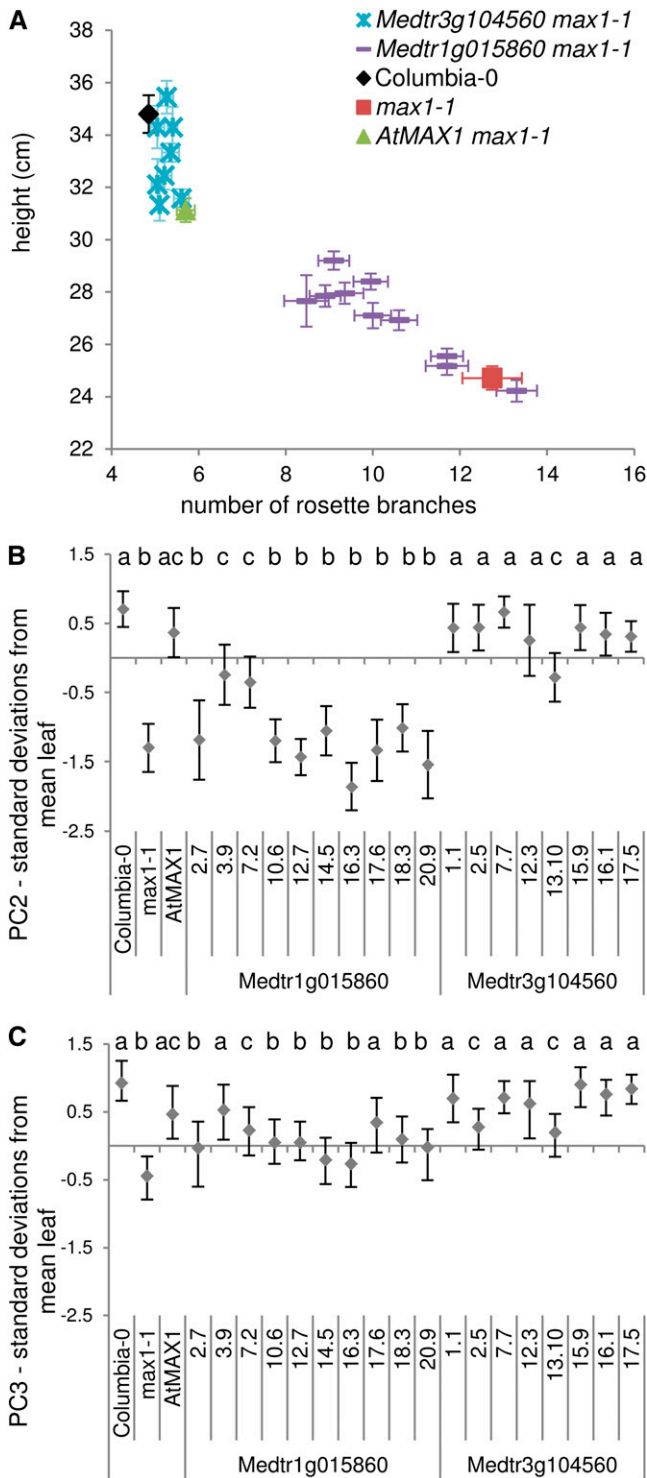 A
Medtr3g104560 max1-1
Medtr1g015860 max1-1
Columbia-0
max1-1
AtMAX1 max1-1
height (cm)
38
36
34
32
30
28
26
24
22
4 6 8 10 12 14 16
number of rosette branches
B
PC2 - standard deviations from
mean leaf
a b ac b c c b b b b b b b a a a a c a a a
1.5
0.5
-0.5
-1.5
-2.5
Columbia-0 max1-1 AtMAX1 2.7 3.9 7.2 10.6 12.7 14.5 16.3 17.6 18.3 20.9 1.1 2.5 7.7 12.3 13.10 15.9 16.1 17.5
Medtr1g015860 Medtr3g104560
C
PC3 - standard deviations from
mean leaf
a b ac b a c b b b b a b b a c a a c a a a
1.5
0.5
-0.5
-1.5
-2.5
Columbia-0 max1-1 AtMAX1 2.7 3.9 7.2 10.6 12.7 14.5 16.3 17.6 18.3 20.9 1.1 2.5 7.7 12.3 13.10 15.9 16.1 17.5
Medtr1g015860 Medtr3g104560